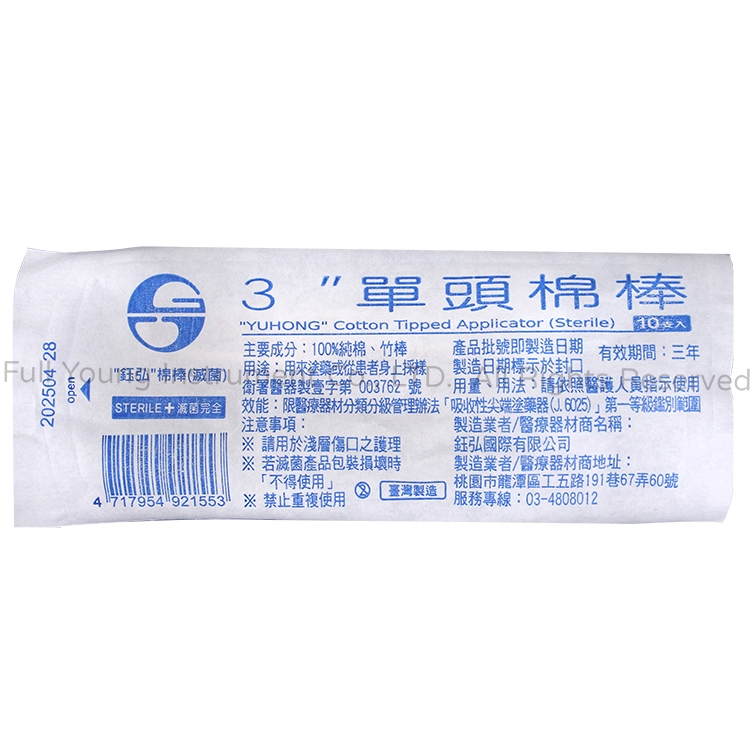 3"單頭棉棒
"YUHONG" Cotton Tipped Applicator (Sterile) 10支入
"鈺弘"棉棒(滅菌)
STERILE+滅菌完全
4 717954 921553
open
202504-28
主要成分：100%純棉、竹棒
用途：用來塗藥或從患者身上採樣
衛署醫器製壹字第 003762 號
效能：限醫療器材分類分級管理辦法「吸收性尖端塗藥器(J.6025)」第一等級鑑別範圍
注意事項：
※ 請用於淺層傷口之護理
※ 若滅菌產品包裝損壞時
「不得使用」
※ 禁止重複使用
臺灣製造
產品批號即製造日期
製造日期標示於封口
有效期間：三年
用量、用法：請依照醫護人員指示使用
製造業者/醫療器材商名稱：
鈺弘國際有限公司
製造業者/醫療器材商地址：
桃園市龍潭區工五路191巷67弄60號
服務專線：03-4808012
All Rights Reserved